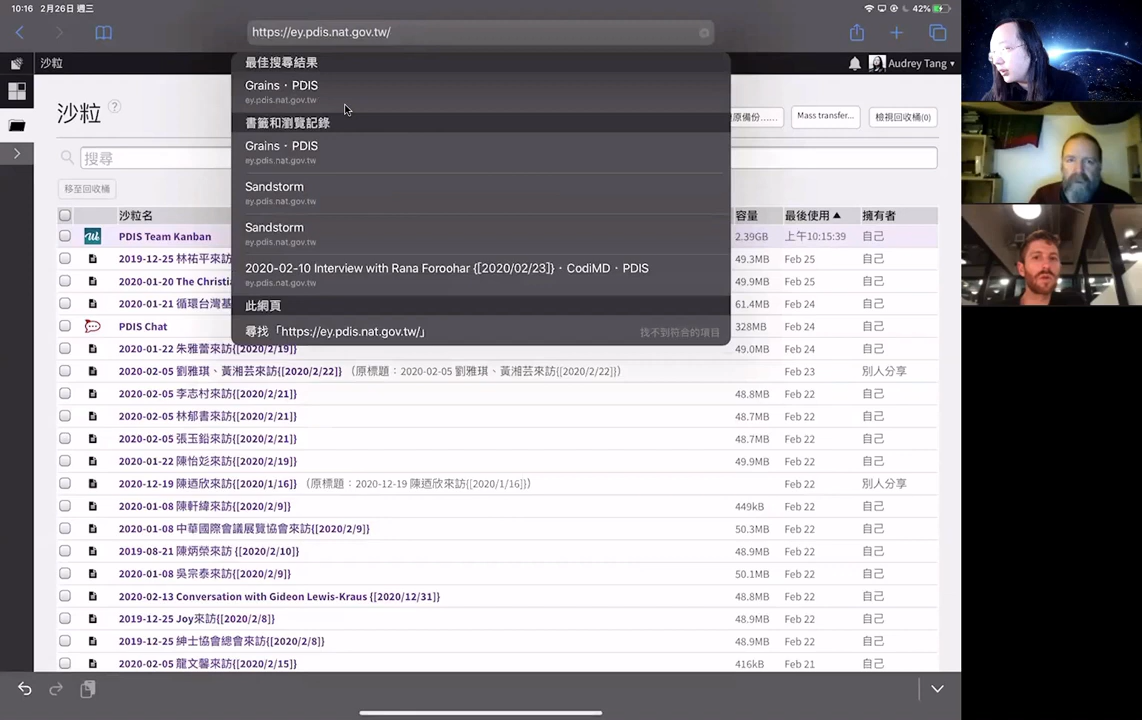 10:16 2月26日 週三
42%
https://ey.pdis.nat.gov.tw/
沙粒
Audrey Tang
最佳搜尋結果
Grains · PDIS
ey.pdis.nat.gov.tw
書籤和瀏覽記錄
Grains · PDIS
ey.pdis.nat.gov.tw
Sandstorm
ey.pdis.nat.gov.tw
Sandstorm
ey.pdis.nat.gov.tw
2020-02-10 Interview with Rana Foroohar {[2020/02/23]} · CodiMD · PDIS
ey.pdis.nat.gov.tw
此網頁
尋找「https://ey.pdis.nat.gov.tw/」 找不到符合的項目
沙粒 ?
原備份…… Mass transfer… 檢視回收桶(0)
搜尋
移至回收桶
沙粒名 容量 最後使用 擁有者
PDIS Team Kanban 2.39GB 上午10:15:39 自己
2019-12-25 林祐平來訪 49.3MB Feb 25 自己
2020-01-20 The Christi 49.9MB Feb 25 自己
2020-01-21 循環台灣基 61.4MB Feb 24 自己
PDIS Chat 328MB Feb 24 自己
2020-01-22 朱雅蕾來訪{[2020/2/19]} 49.0MB Feb 24 自己
2020-02-05 劉雅琪、黃湘芸來訪{[2020/2/22]} (原標題：2020-02-05 劉雅琪、黃湘芸來訪{[2020/2/22]}) Feb 23 別人分享
2020-02-05 李志村來訪{[2020/2/21]} 48.8MB Feb 22 自己
2020-02-05 林郁書來訪{[2020/2/21]} 48.7MB Feb 22 自己
2020-02-05 張玉鉛來訪{[2020/2/21]} 48.7MB Feb 22 自己
2020-01-22 陳怡彣來訪{[2020/2/19]} 49.9MB Feb 22 自己
2020-12-19 陳迺欣來訪{[2020/1/16]} (原標題：2020-12-19 陳迺欣來訪{[2020/1/16]}) Feb 22 別人分享
2020-01-08 陳軒緯來訪{[2020/2/9]} 449kB Feb 22 自己
2020-01-08 中華國際會議展覽協會來訪{[2020/2/9]} 50.3MB Feb 22 自己
2019-08-21 陳炳榮來訪 {[2020/2/10]} 48.9MB Feb 22 自己
2020-01-08 吳宗泰來訪{[2020/2/9]} 50.1MB Feb 22 自己
2020-02-13 Conversation with Gideon Lewis-Kraus {[2020/12/31]} 48.8MB Feb 22 自己
2019-12-25 Joy來訪{[2020/2/8]} 48.9MB Feb 22 自己
2019-12-25 紳士協會總會來訪{[2020/2/8]} 48.9MB Feb 22 自己
2020-02-05 龍文馨來訪{[2020/2/15]} 416kB Feb 21 自己